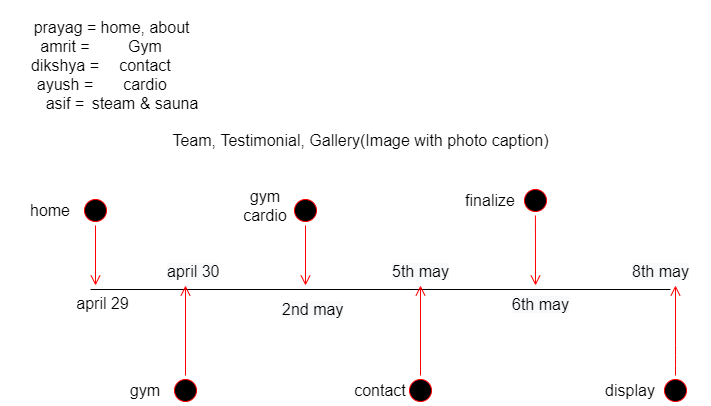 prayag = home, about
amrit = Gym
dikshya = contact
ayush = cardio
asif = steam & sauna
Team, Testimonial, Gallery(Image with photo caption)
home
gym
cardio
finalize
april 30
5th may
8th may
april 29
2nd may
6th may
gym
contact
display